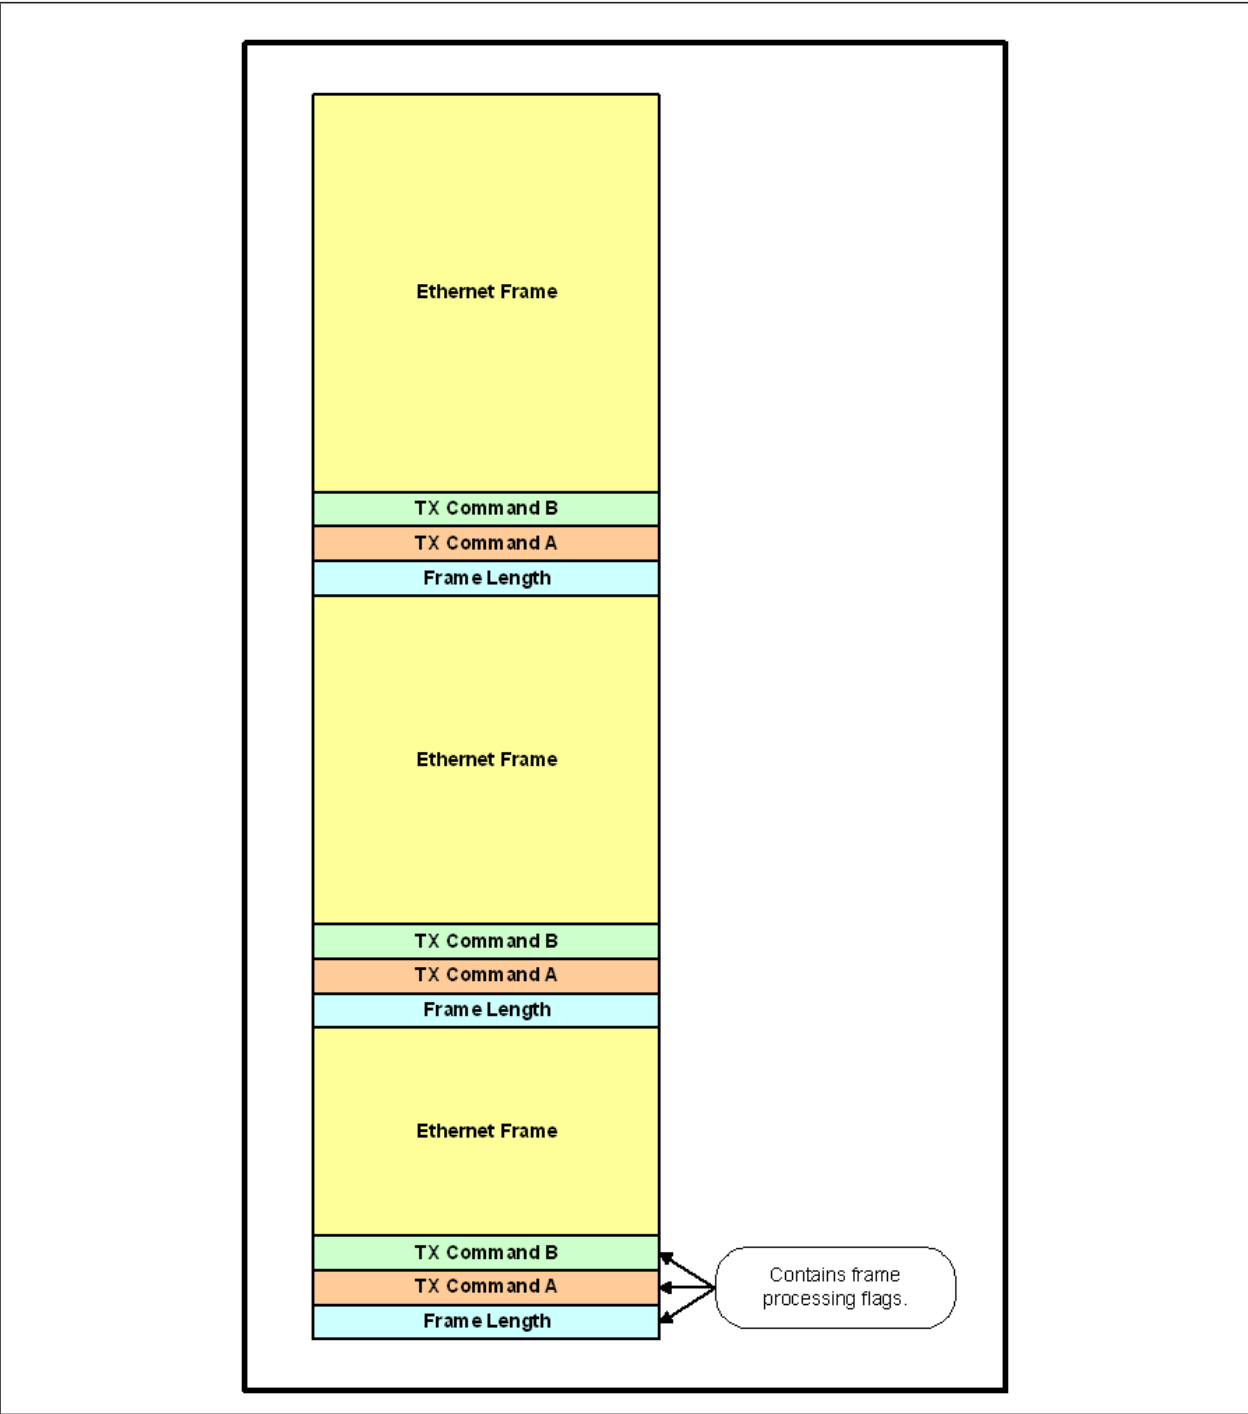 Ethernet Frame
TX Command B
TX Command A
Frame Length
Ethernet Frame
TX Command B
TX Command A
Frame Length
Ethernet Frame
TX Command B
TX Command A
Frame Length
Contains frame
processing flags.